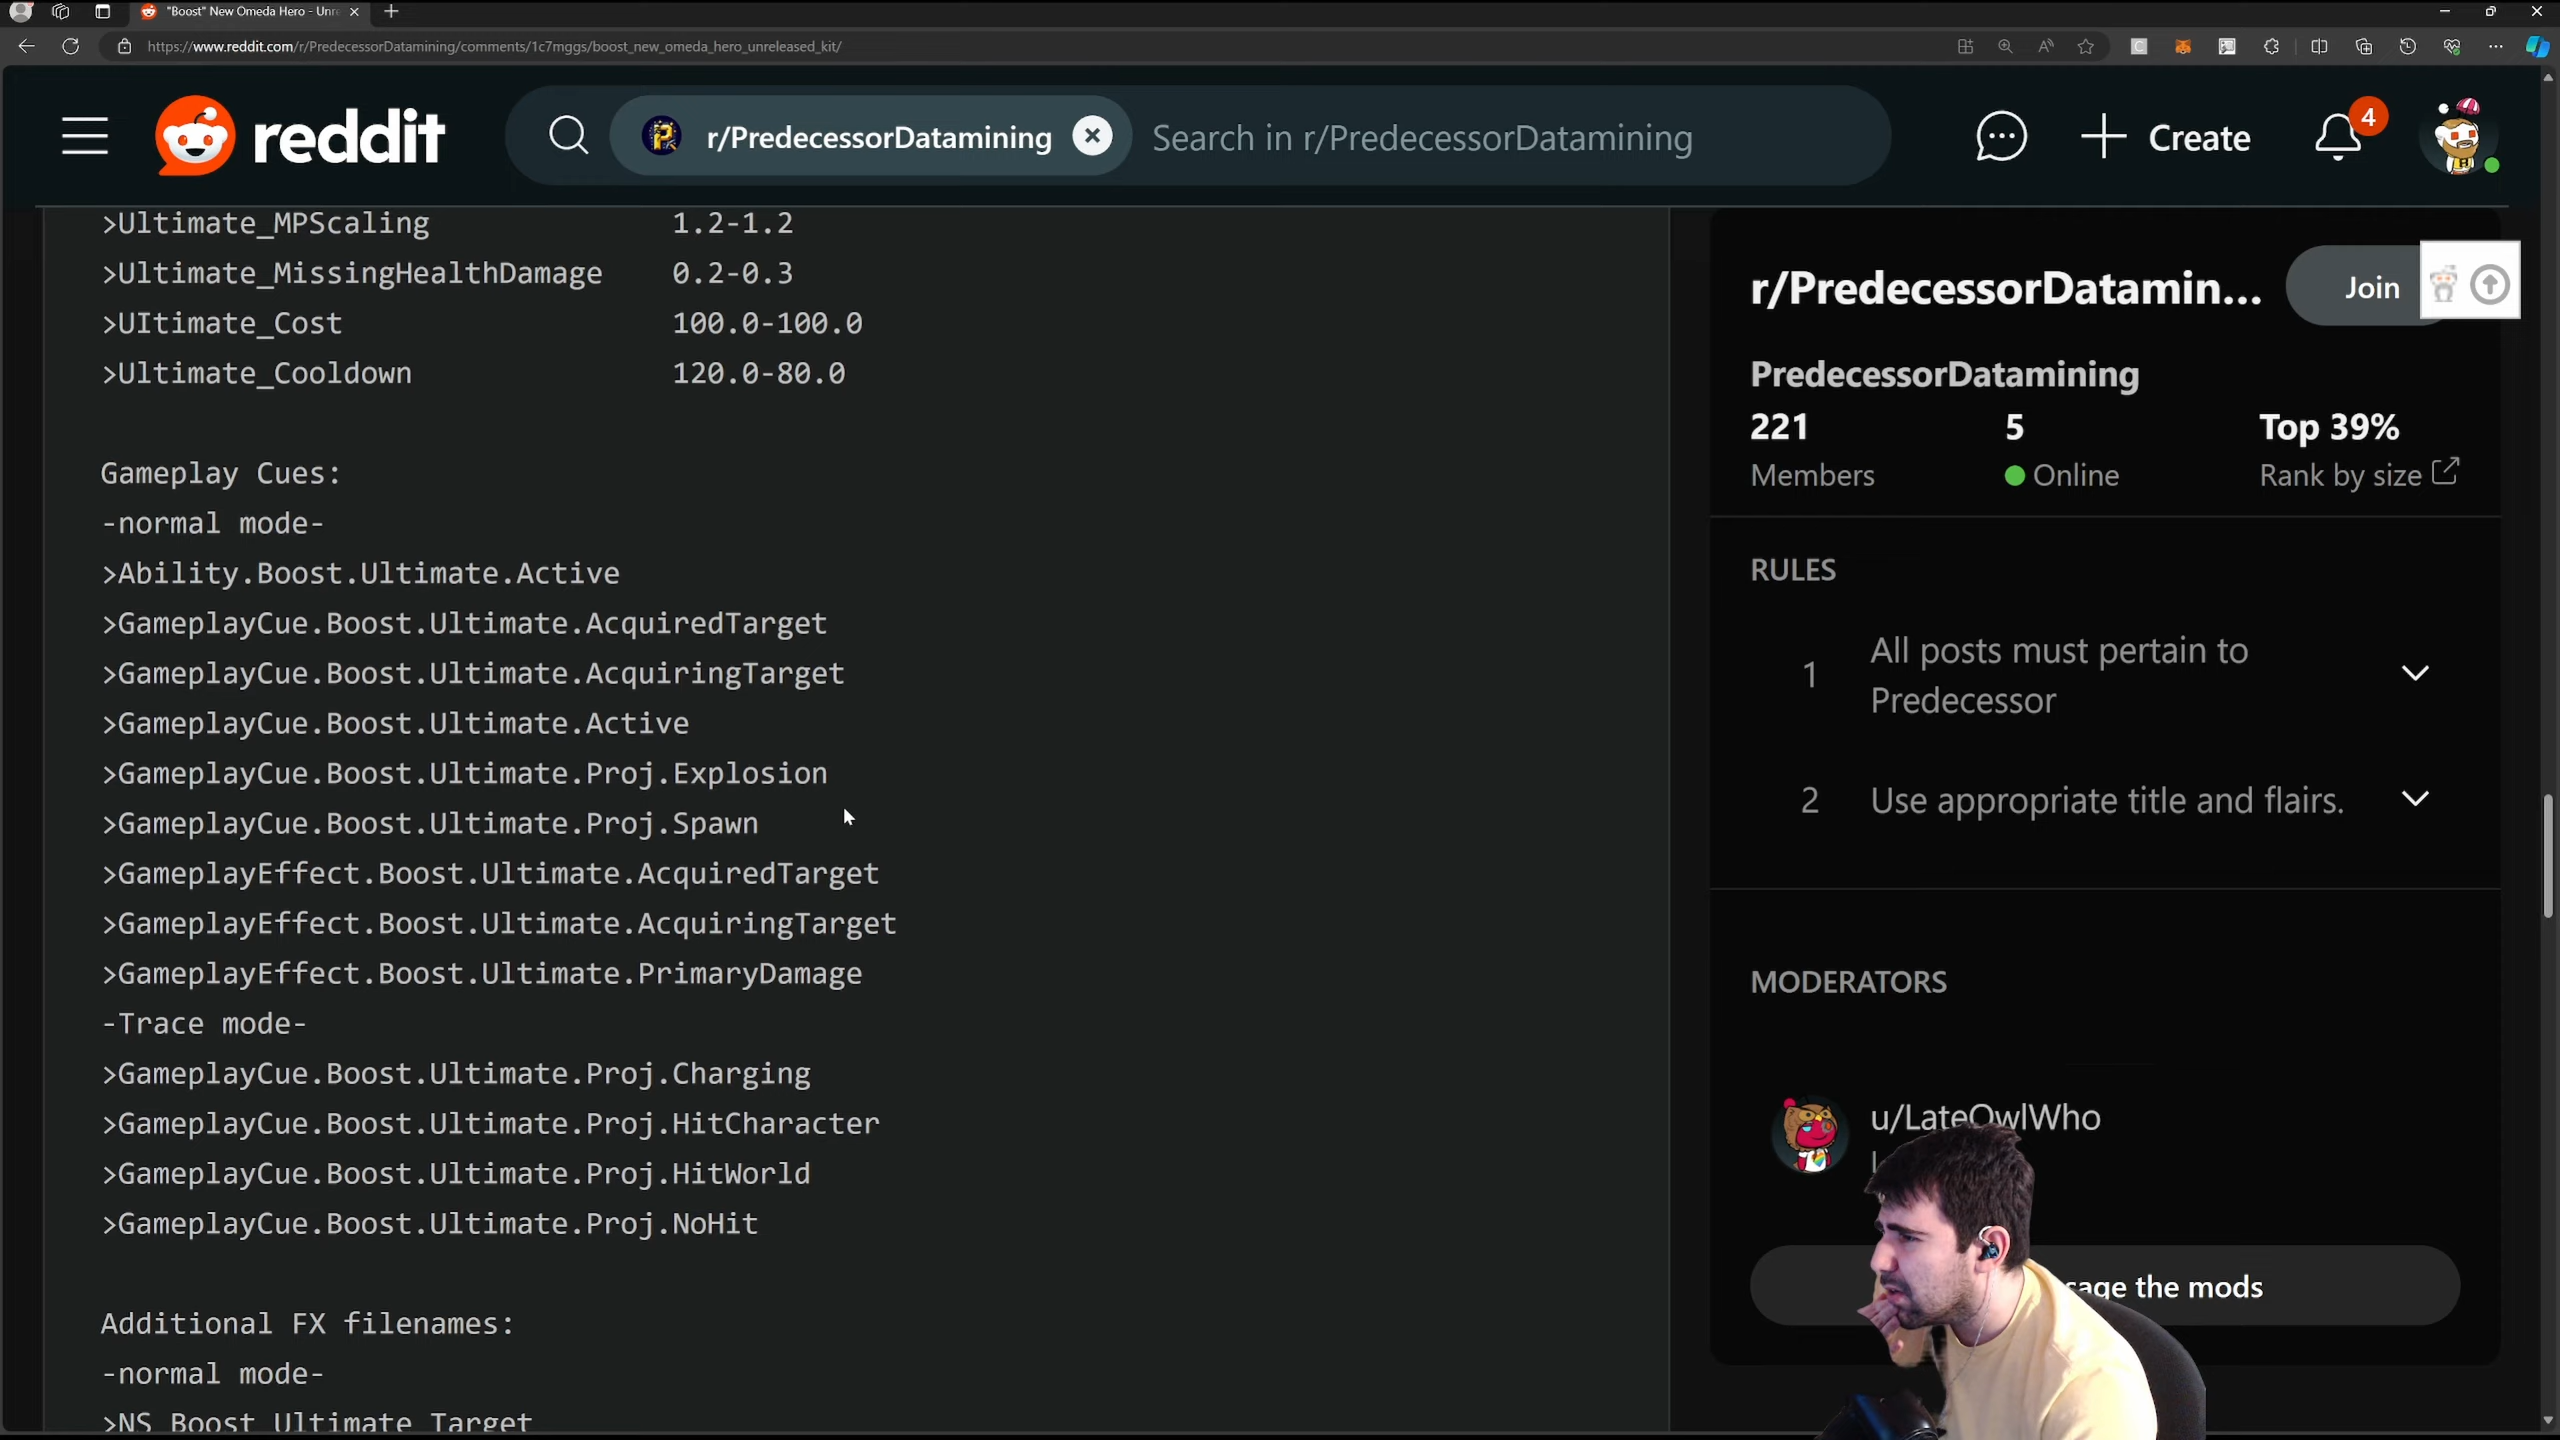 "Boost" New Omeda Hero - Unre
https://www.reddit.com/r/PredecessorDatamining/comments/1c7mggs/boost_new_omeda_hero_unreleased_kit/
reddit
r/PredecessorDatamining
Search in r/PredecessorDatamining
Create
4
>Ultimate_MPScaling 1.2-1.2
>Ultimate_MissingHealthDamage 0.2-0.3
>UItimate_Cost 100.0-100.0
>Ultimate_Cooldown 120.0-80.0
Gameplay Cues:
-normal mode-
>Ability.Boost.Ultimate.Active
>GameplayCue.Boost.Ultimate.AcquiredTarget
>GameplayCue.Boost.Ultimate.AcquiringTarget
>GameplayCue.Boost.Ultimate.Active
>GameplayCue.Boost.Ultimate.Proj.Explosion
>GameplayCue.Boost.Ultimate.Proj.Spawn
>GameplayEffect.Boost.Ultimate.AcquiredTarget
>GameplayEffect.Boost.Ultimate.AcquiringTarget
>GameplayEffect.Boost.Ultimate.PrimaryDamage
-Trace mode-
>GameplayCue.Boost.Ultimate.Proj.Charging
>GameplayCue.Boost.Ultimate.Proj.HitCharacter
>GameplayCue.Boost.Ultimate.Proj.HitWorld
>GameplayCue.Boost.Ultimate.Proj.NoHit
Additional FX filenames:
-normal mode-
>NS_Boost_Ultimate_Target
r/PredecessorDatamin...
Join
PredecessorDatamining
221 5 Top 39%
Members Online Rank by size
RULES
1 All posts must pertain to
Predecessor
2 Use appropriate title and flairs.
MODERATORS
u/LateOwlWho
sage the mods